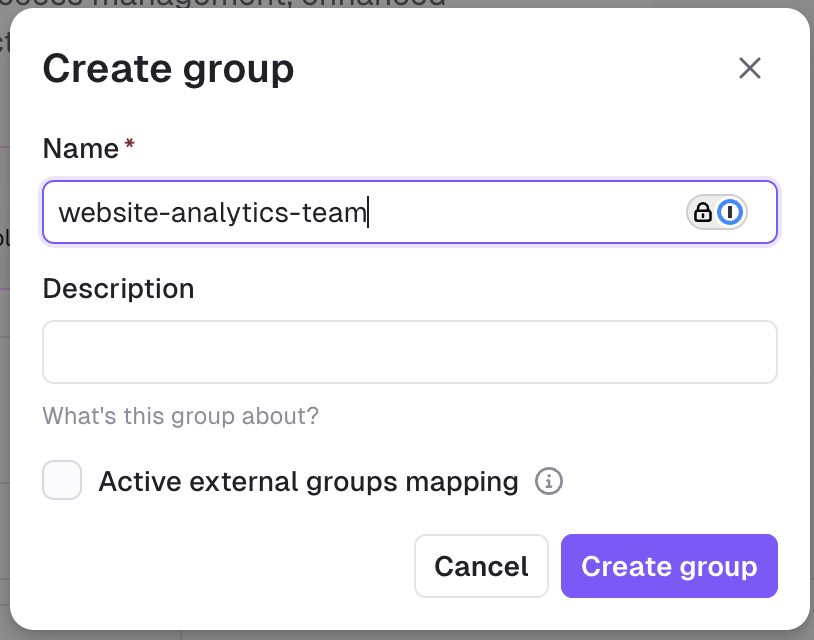 management, enhanced
Create group
Name *
website-analytics-team
Description
What's this group about?
Active external groups mapping
Cancel
Create group